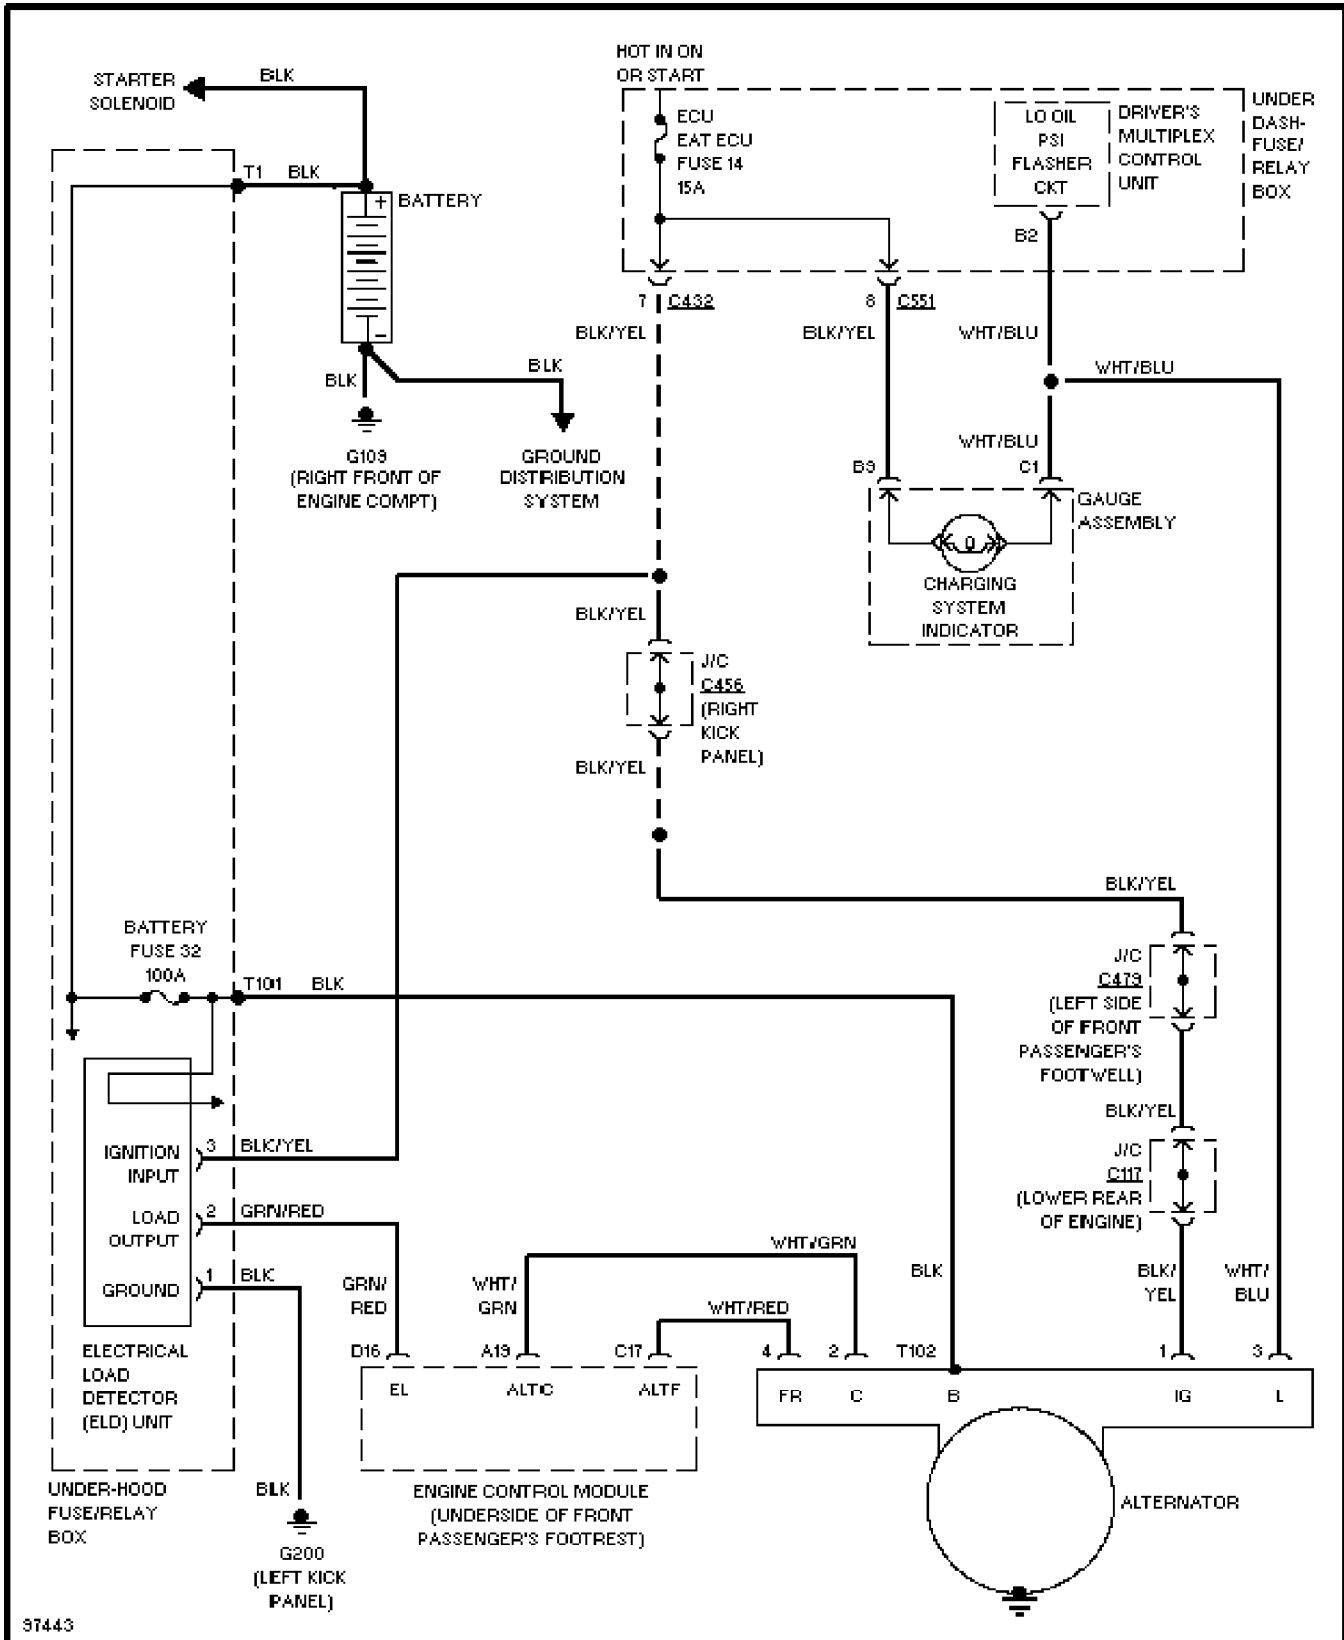 HOT IN ON
OR START
STARTER
SOLENOID
BLK
ECU
EAT ECU
FUSE 14
15A
LO OIL
PSI
FLASHER
CKT
DRIVER'S
MULTIPLEX
CONTROL
UNIT
UNDER
DASH-
FUSE/
RELAY
BOX
T1 BLK
+
BATTERY
-
B2
7 C432
8 C551
BLK/YEL
BLK/YEL
WHT/BLU
WHT/BLU
BLK
BLK
G109
(RIGHT FRONT OF
ENGINE COMPT)
GROUND
DISTRIBUTION
SYSTEM
WHT/BLU
B9
C1
GAUGE
ASSEMBLY
CHARGING
SYSTEM
INDICATOR
BLK/YEL
J/C
C456
(RIGHT
KICK
PANEL)
BLK/YEL
BLK/YEL
BATTERY
FUSE 32
100A
T101 BLK
J/C
C479
(LEFT SIDE
OF FRONT
PASSENGER'S
FOOTWELL)
BLK/YEL
J/C
C117
(LOWER REAR
OF ENGINE)
IGNITION
INPUT
3 BLK/YEL
LOAD
OUTPUT
2 GRN/RED
GROUND
1 BLK
ELECTRICAL
LOAD
DETECTOR
(ELD) UNIT
GRN/
RED
WHT/
GRN
WHT/GRN
WHT/RED
BLK
BLK/
YEL
WHT/
BLU
D16
A19
C17
4
2
T102
1
3
EL
ALTC
ALTF
FR
C
B
IG
L
UNDER-HOOD
FUSE/RELAY
BOX
BLK
G200
(LEFT KICK
PANEL)
ENGINE CONTROL MODULE
(UNDERSIDE OF FRONT
PASSENGER'S FOOTREST)
ALTERNATOR
97443